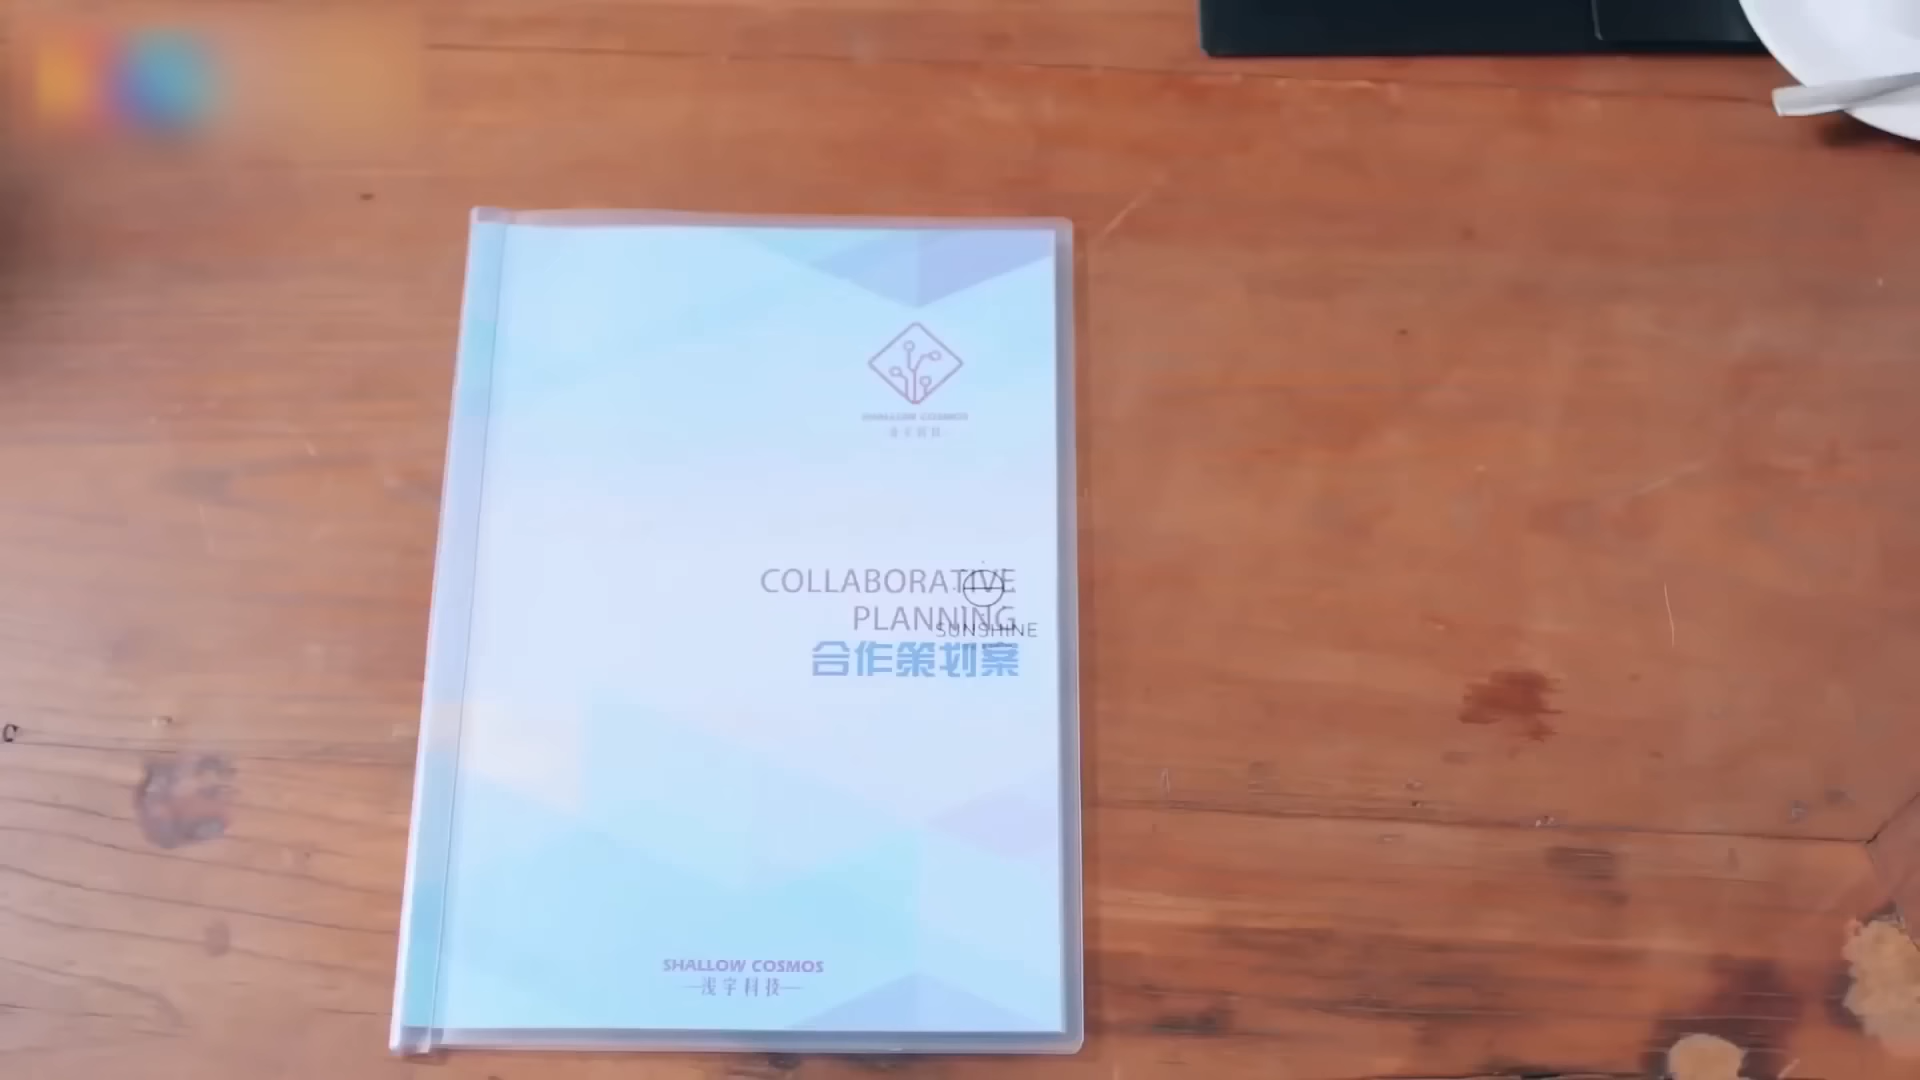 SHALLOW COSMOS
COLLABORATIVE
PLANNING
SUNSHINE
合作策划案
SHALLOW COSMOS
浅宇科技